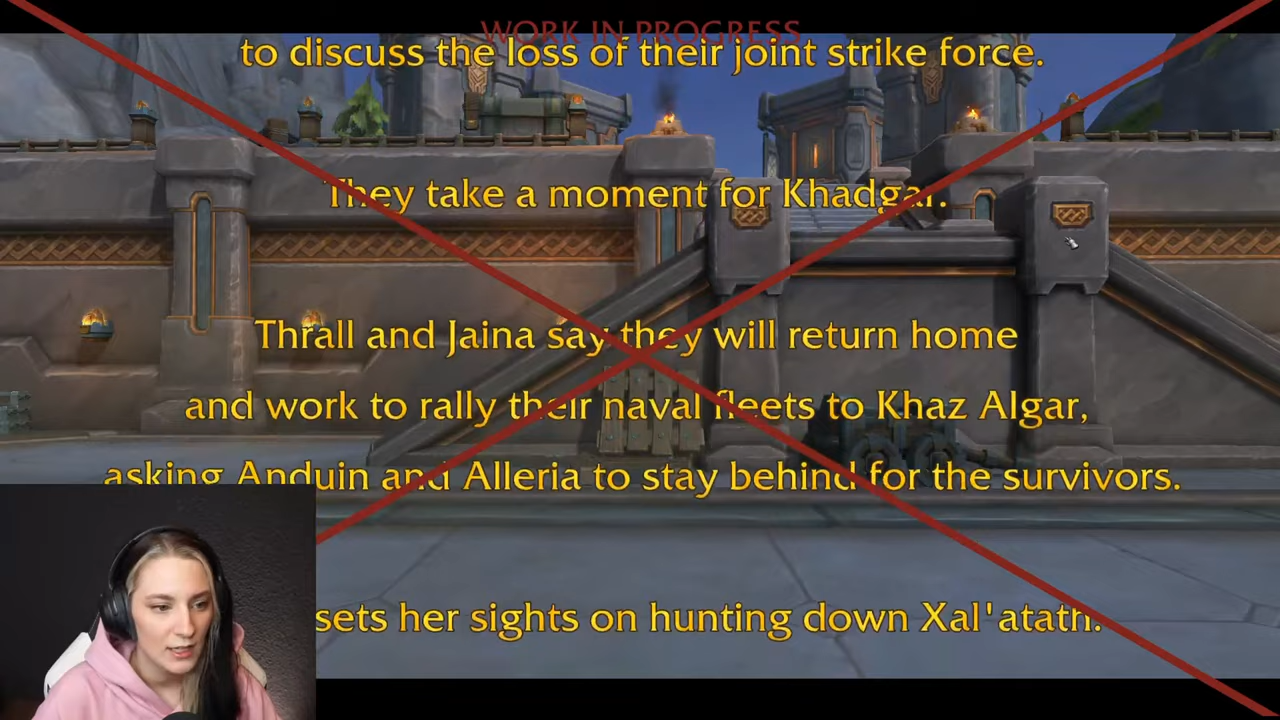 WORK IN PROGRESS
to discuss the loss of their joint strike force.
They take a moment for Khadgar.
Thrall and Jaina say they will return home
and work to rally their naval fleets to Khaz Algar,
asking Anduin and Alleria to stay behind for the survivors.
sets her sights on hunting down Xal'atath.